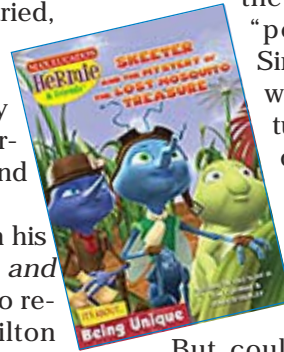 ried,
the
"pe
Sin
MAX LUCADO'S
HERMIE
& friends
SKEETER
AND THE MYSTERY OF
THE LOST MOSQUITO
TREASURE
w
tu
y
r-
nd
n his
and
o re-
ilton
IT'S ABOUT...
Being Unique
But coul